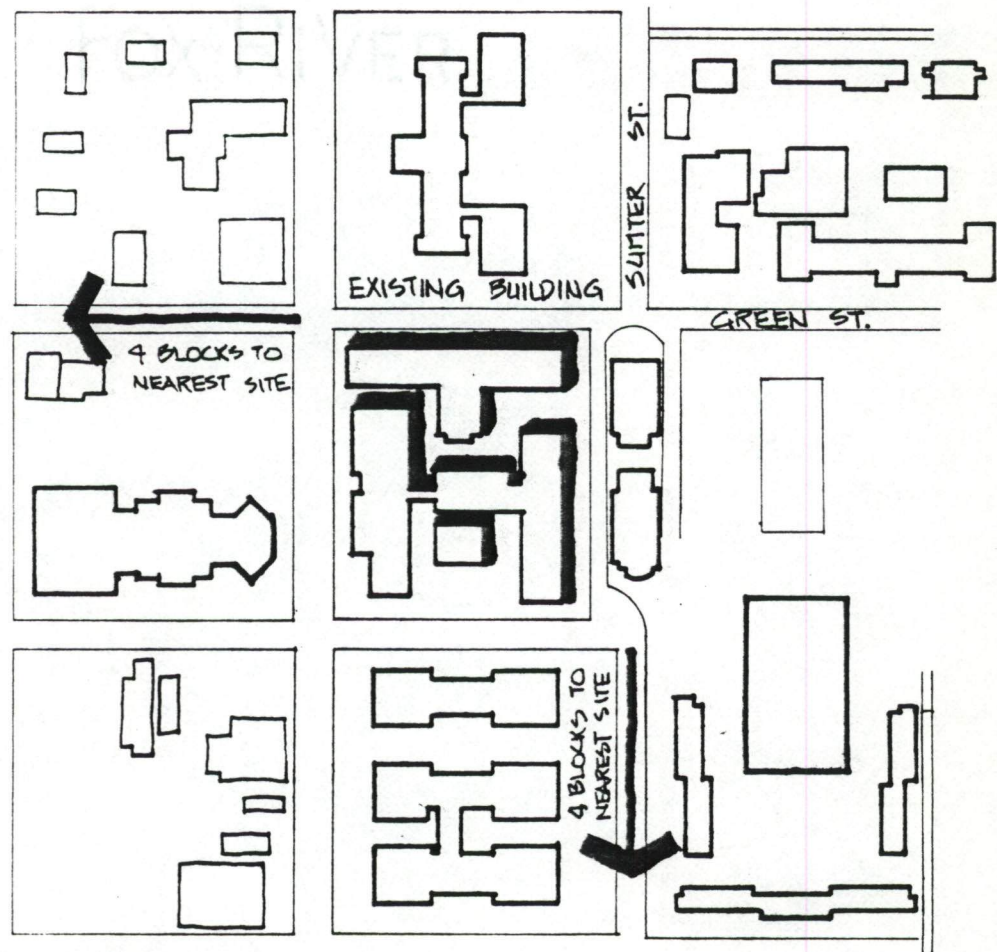 SUMTER ST.
EXISTING BUILDING
GREEN ST.
4 BLOCKS TO
NEAREST SITE
4 BLOCKS TO
NEAREST SITE